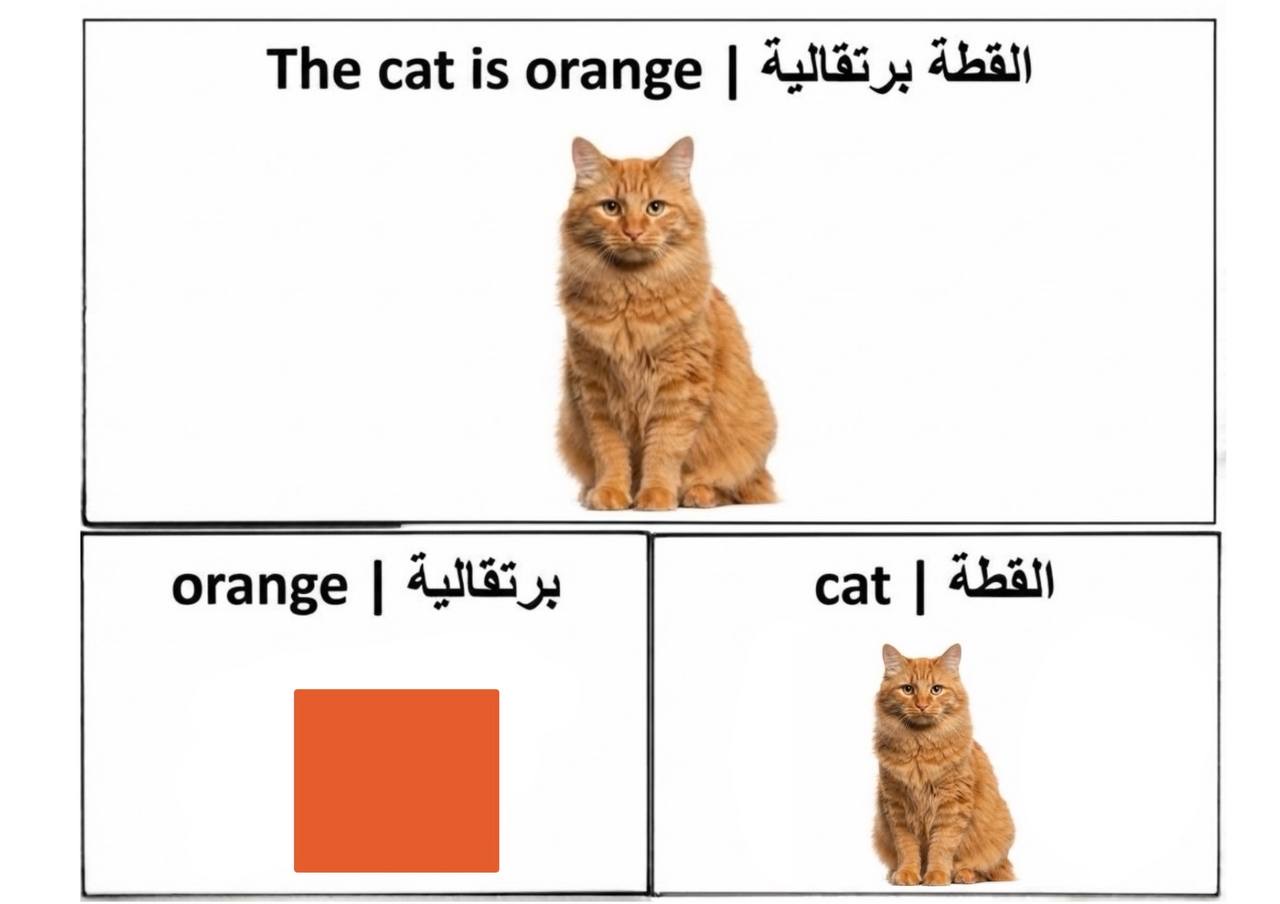 The cat is orange | القطة برتقالية
orange | برتقالية
cat | القطة